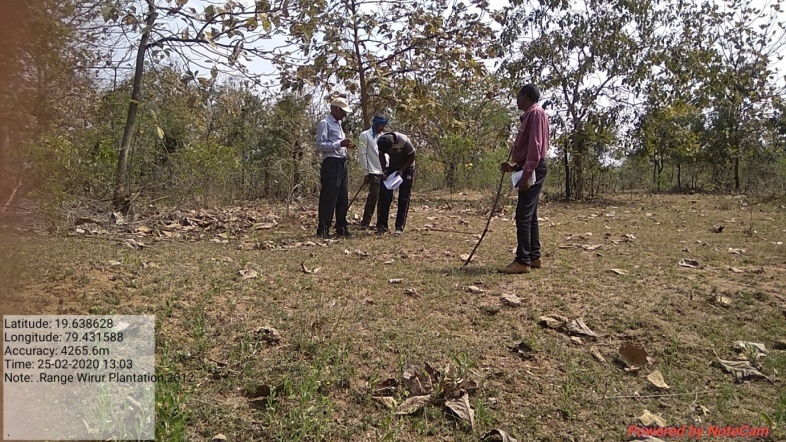 Latitude: 19.638628
Longitude: 79.431588
Accuracy: 4265.6m
Time: 25-02-2020 13:03
Note: .Range Wirur Plantation,2012
.
Powered by NoteCam